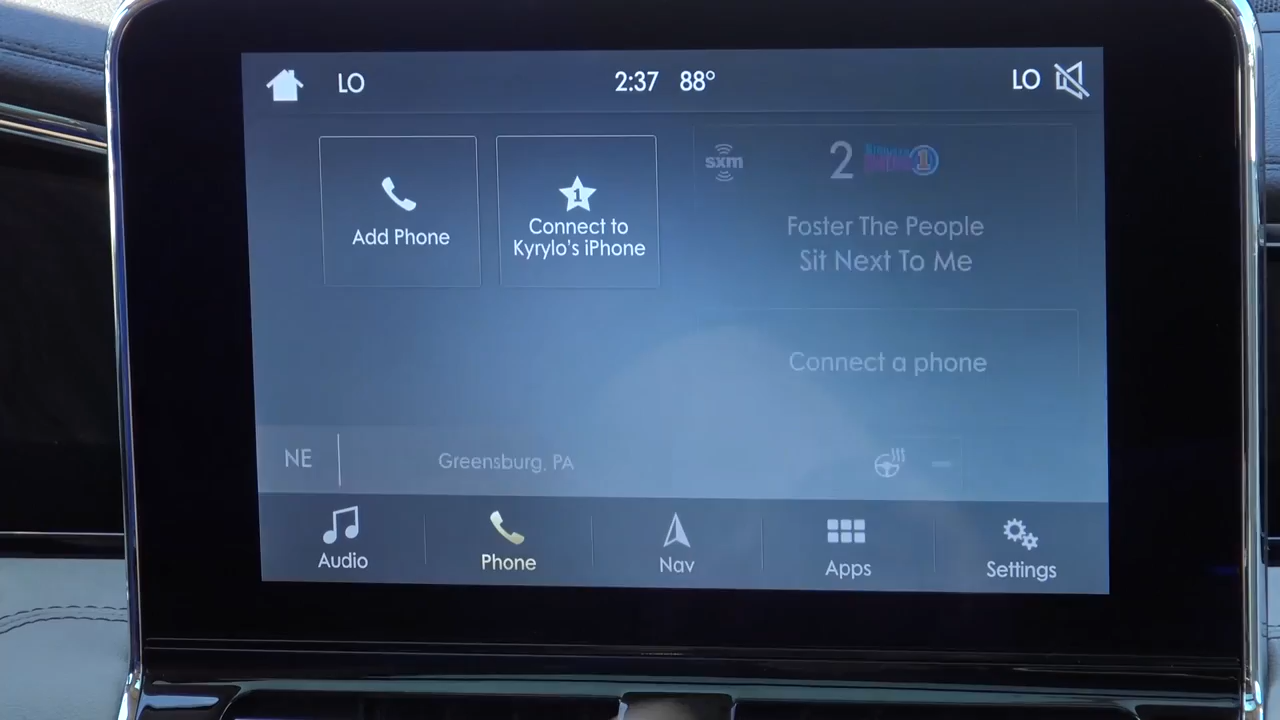 LO
2:37 88°
LO
Add Phone
1
Connect to
Kyrylo's iPhone
sxm
2
1
Foster The People
Sit Next To Me
Connect a phone
NE
Greensburg, PA
Audio
Phone
Nav
Apps
Settings